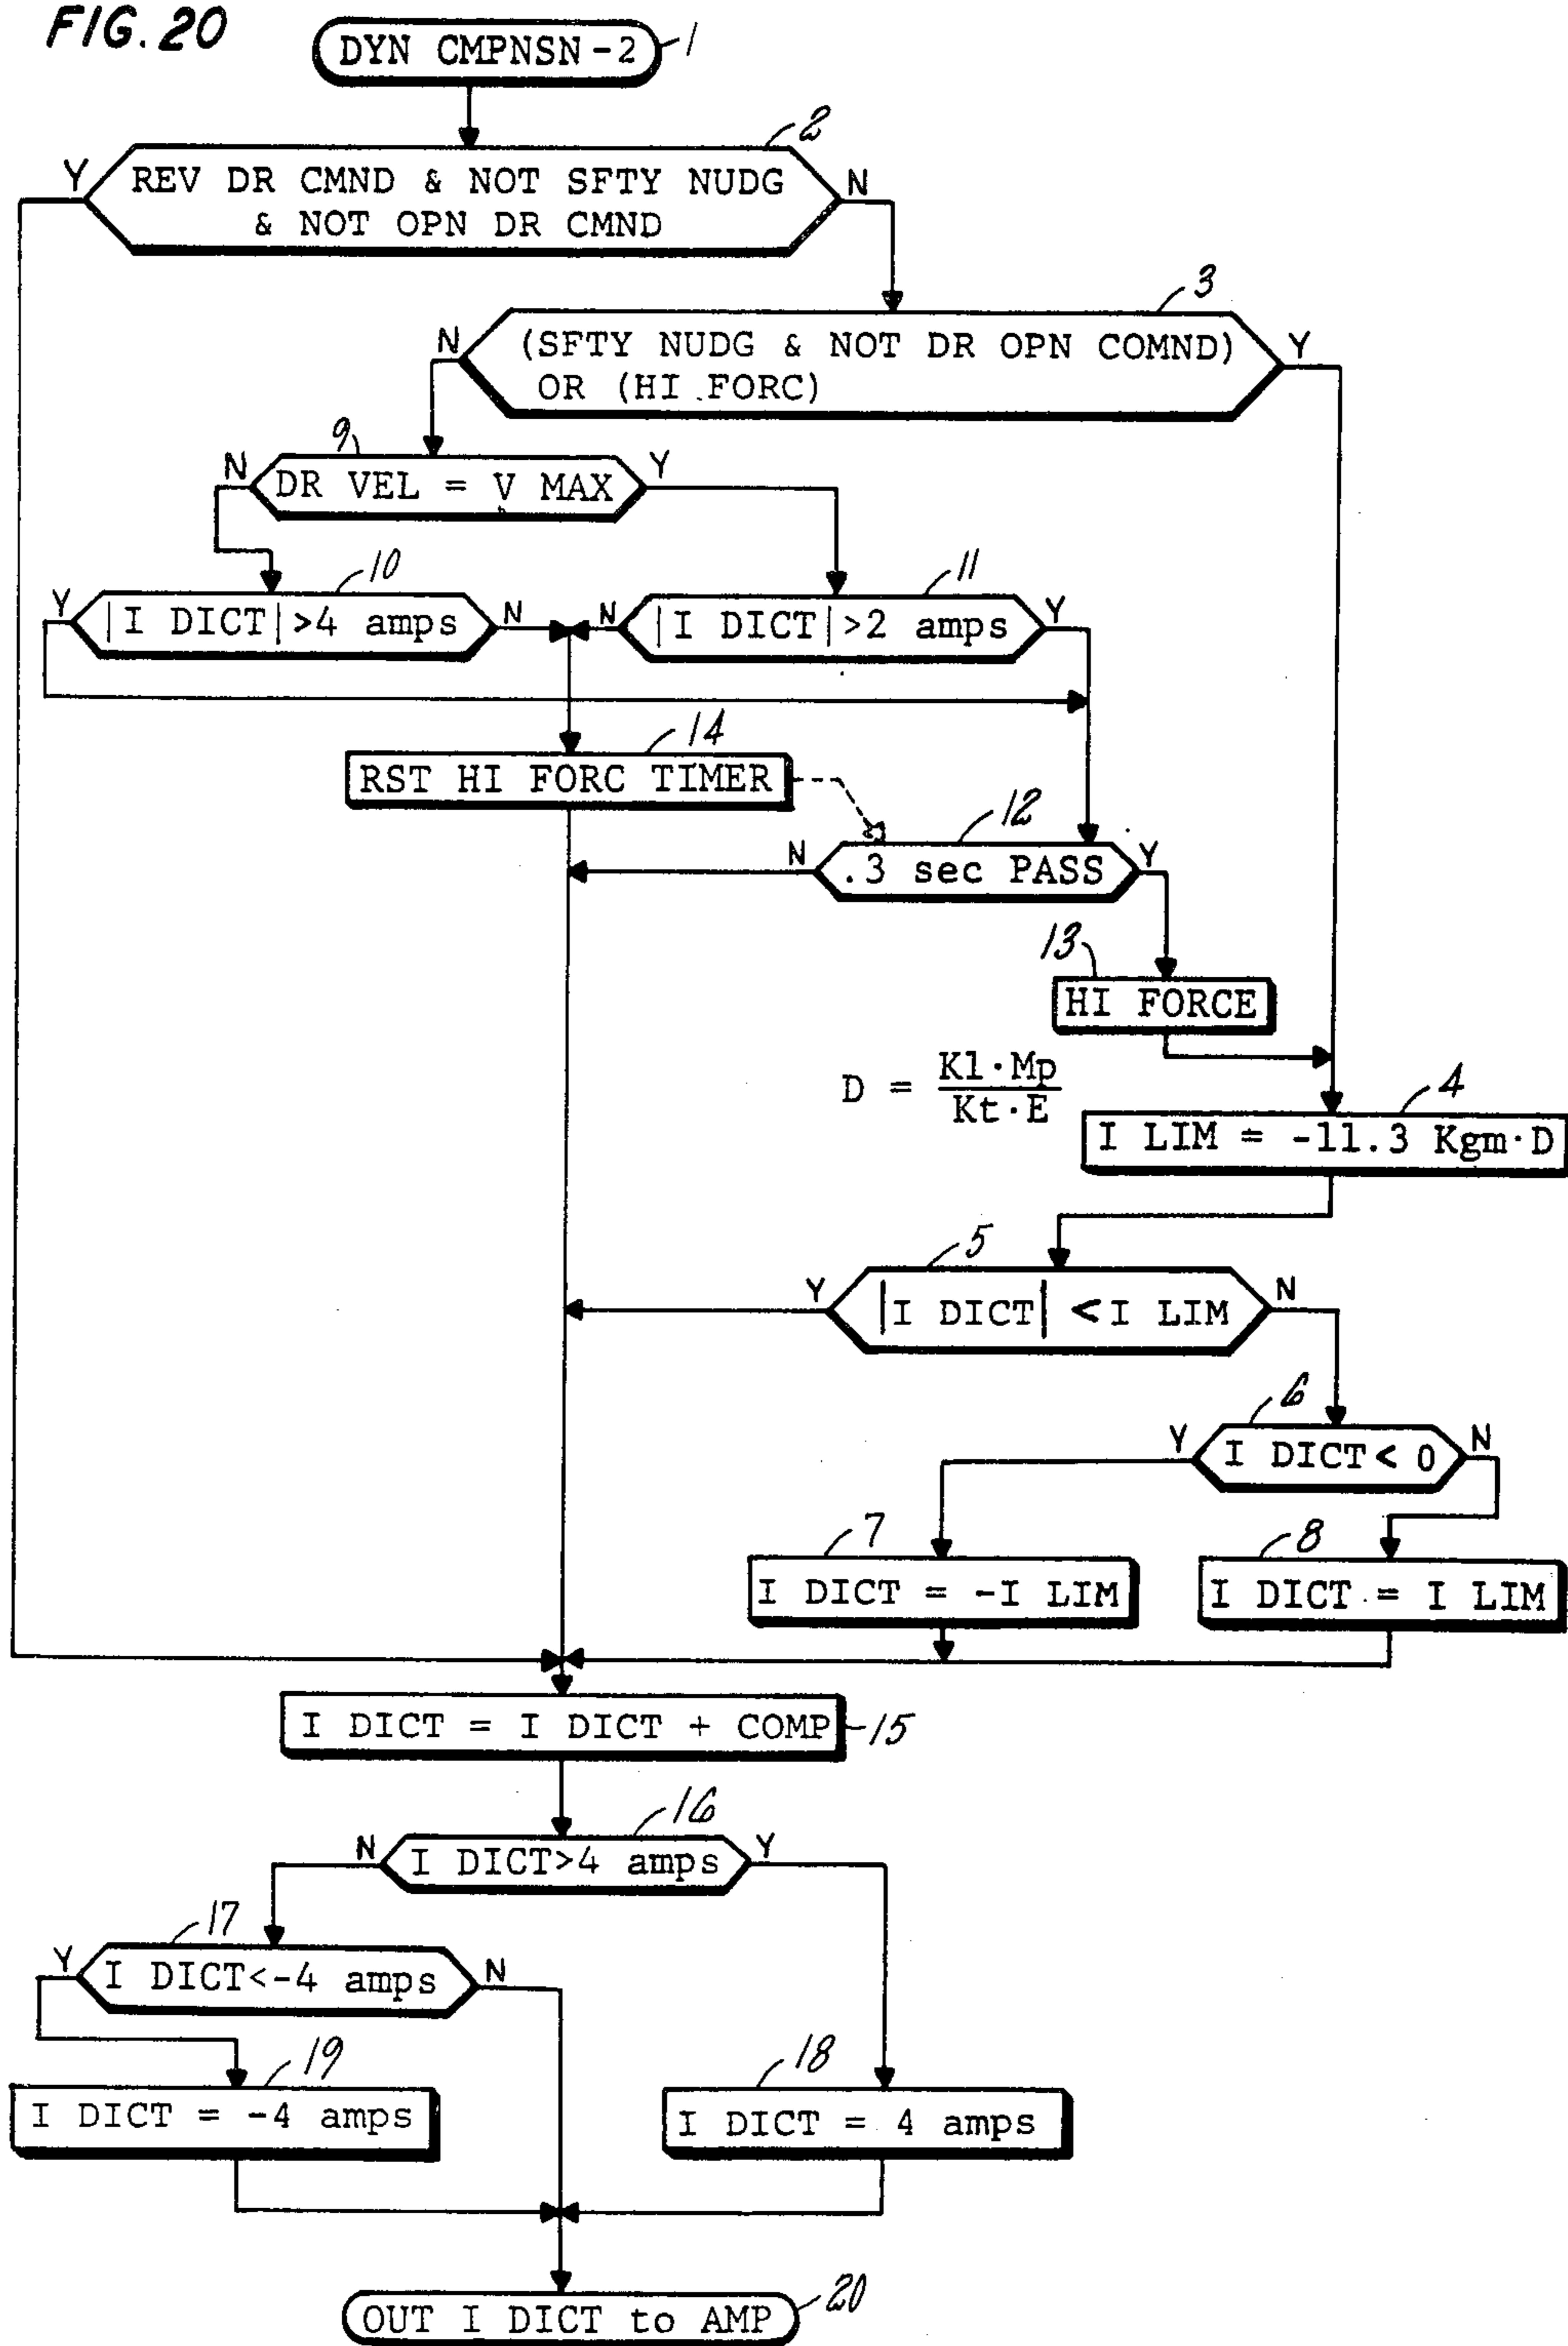 FIG. 20
DYN CMPNSN-2
1
2
Y
REV DR CMND & NOT SFTY NUDG
& NOT OPN DR CMND
N
3
N
(SFTY NUDG & NOT DR OPN COMND)
OR (HI FORC)
Y
9
N
DR VEL = V MAX
Y
10
Y
|I DICT|>4 amps
N
11
N
|I DICT|>2 amps
Y
14
RST HI FORC TIMER
12
N
.3 sec PASS
Y
13
HI FORCE
D = Kl·Mp
Kt·E
4
I LIM = -11.3 Kgm·D
5
Y
|I DICT| < I LIM
N
6
Y
I DICT < 0
N
7
I DICT = -I LIM
8
I DICT = I LIM
I DICT = I DICT + COMP
15
16
N
I DICT>4 amps
Y
17
Y
I DICT<-4 amps
N
19
I DICT = -4 amps
18
I DICT = 4 amps
OUT I DICT to AMP
20